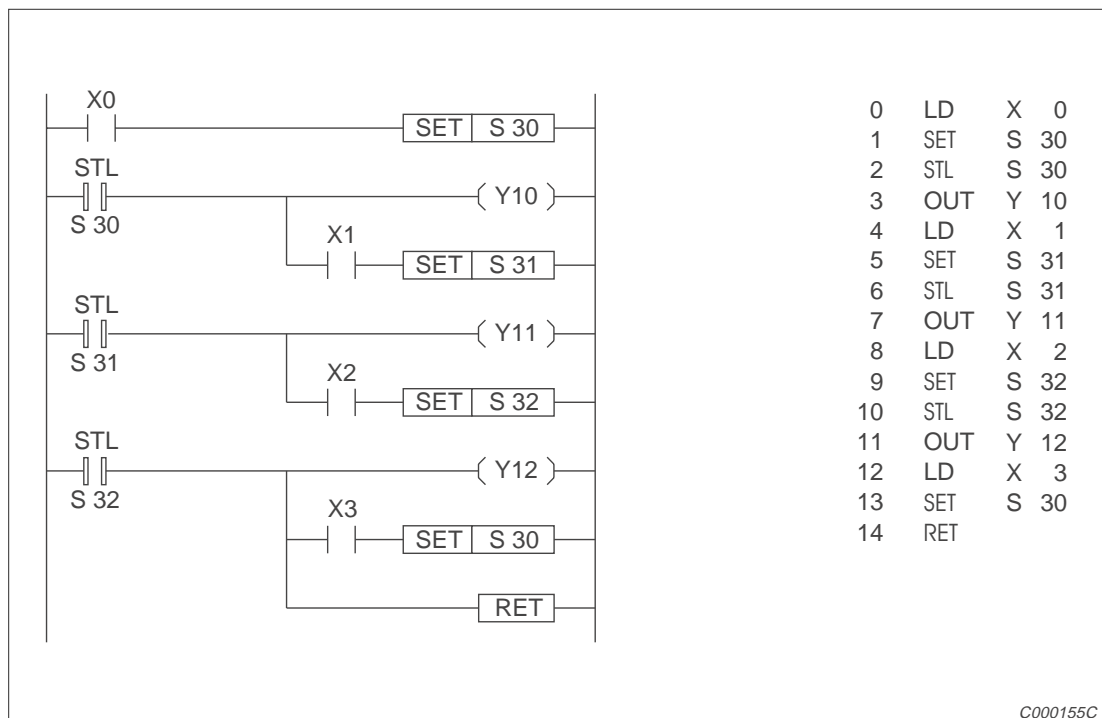 X0
SET S 30
STL
S 30
Y10
X1
SET S 31
STL
S 31
Y11
X2
SET S 32
STL
S 32
Y12
X3
SET S 30
RET
0 LD X 0
1 SET S 30
2 STL S 30
3 OUT Y 10
4 LD X 1
5 SET S 31
6 STL S 31
7 OUT Y 11
8 LD X 2
9 SET S 32
10 STL S 32
11 OUT Y 12
12 LD X 3
13 SET S 30
14 RET
C000155C